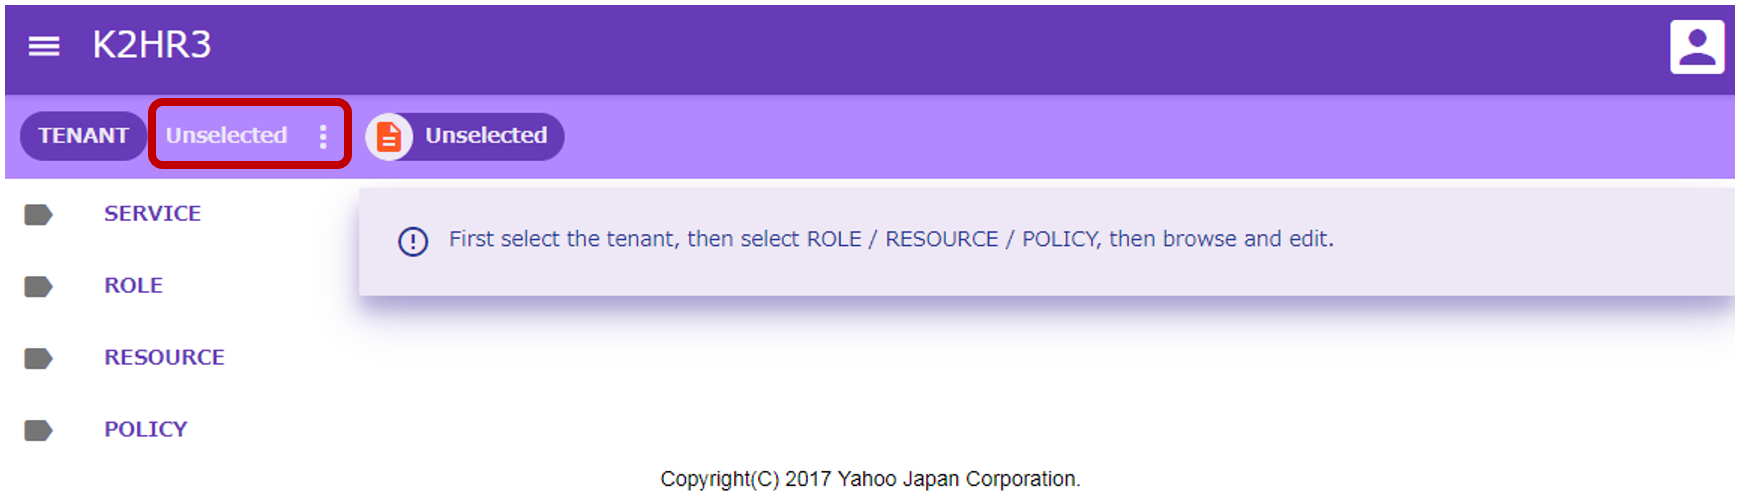 K2HR3
TENANT Unselected Unselected
SERVICE
First select the tenant, then select ROLE / RESOURCE / POLICY, then browse and edit.
ROLE
RESOURCE
POLICY
Copyright(C) 2017 Yahoo Japan Corporation.